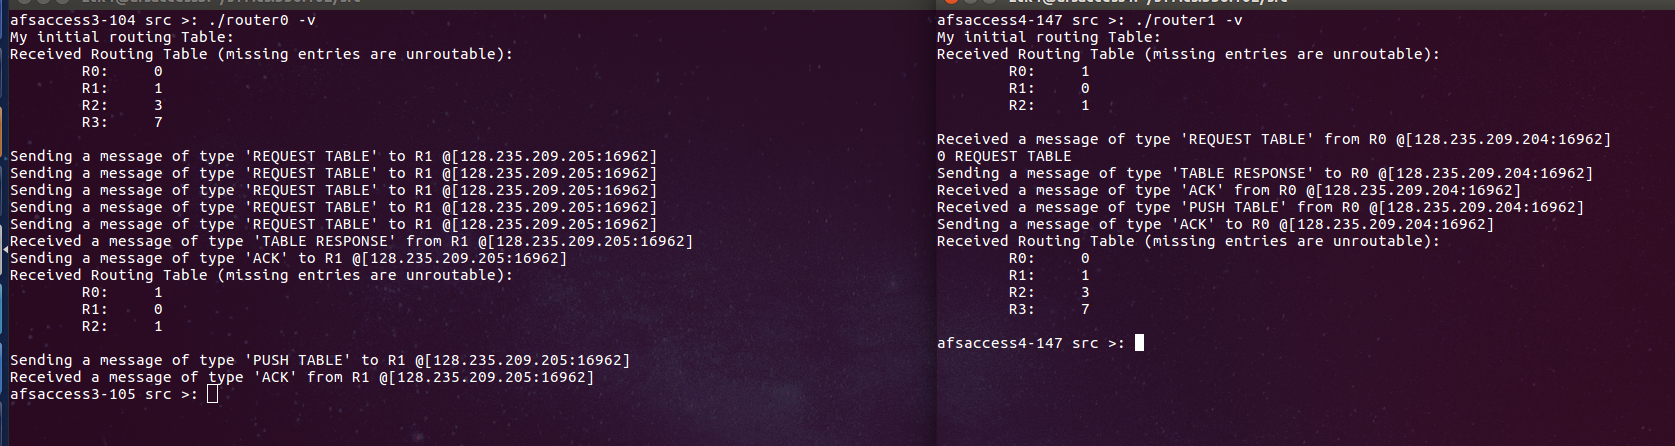 afsaccess3-104 src >: ./router0 -v
My initial routing Table:
Received Routing Table (missing entries are unroutable):
R0: 0
R1: 1
R2: 3
R3: 7
Sending a message of type 'REQUEST TABLE' to R1 @[128.235.209.205:16962]
Sending a message of type 'REQUEST TABLE' to R1 @[128.235.209.205:16962]
Sending a message of type 'REQUEST TABLE' to R1 @[128.235.209.205:16962]
Sending a message of type 'REQUEST TABLE' to R1 @[128.235.209.205:16962]
Sending a message of type 'REQUEST TABLE' to R1 @[128.235.209.205:16962]
Received a message of type 'TABLE RESPONSE' from R1 @[128.235.209.205:16962]
Sending a message of type 'ACK' to R1 @[128.235.209.205:16962]
Received Routing Table (missing entries are unroutable):
R0: 1
R1: 0
R2: 1
Sending a message of type 'PUSH TABLE' to R1 @[128.235.209.205:16962]
Received a message of type 'ACK' from R1 @[128.235.209.205:16962]
afsaccess3-105 src >:
afsaccess4-147 src >: ./router1 -v
My initial routing Table:
Received Routing Table (missing entries are unroutable):
R0: 1
R1: 0
R2: 1
Received a message of type 'REQUEST TABLE' from R0 @[128.235.209.204:16962]
0 REQUEST TABLE
Sending a message of type 'TABLE RESPONSE' to R0 @[128.235.209.204:16962]
Received a message of type 'ACK' from R0 @[128.235.209.204:16962]
Received a message of type 'PUSH TABLE' from R0 @[128.235.209.204:16962]
Sending a message of type 'ACK' to R0 @[128.235.209.204:16962]
Received Routing Table (missing entries are unroutable):
R0: 0
R1: 1
R2: 3
R3: 7
afsaccess4-147 src >: